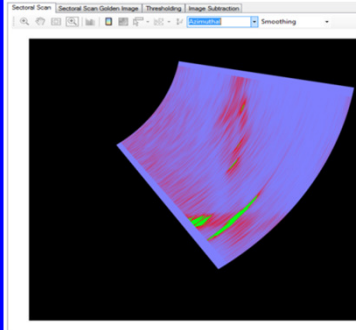 Sectoral Scan Sectoral Scan Golden Image Thresholding Image Subtraction
Azimuthal Smoothing